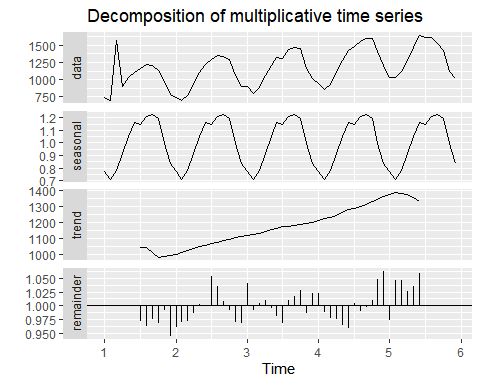 Decomposition of multiplicative time series
data
1500
1250
1000
750
seasonal
1.2
1.1
1.0
0.9
0.8
0.7
trend
1400
1300
1200
1100
1000
remainder
1.050
1.025
1.000
0.975
0.950
1 2 3 4 5 6
Time